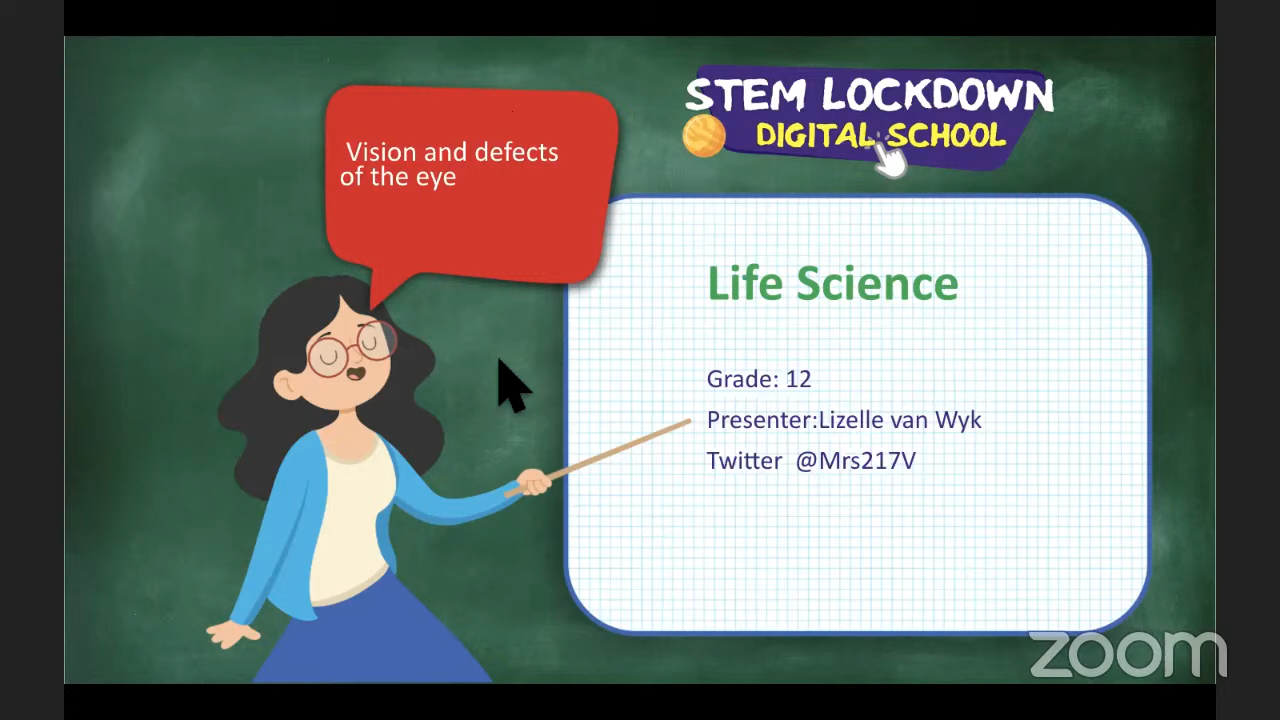 STEM LOCKDOWN
DIGITAL SCHOOL
Vision and defects
of the eye
Life Science
Grade: 12
Presenter:Lizelle van Wyk
Twitter @Mrs217V
zoom